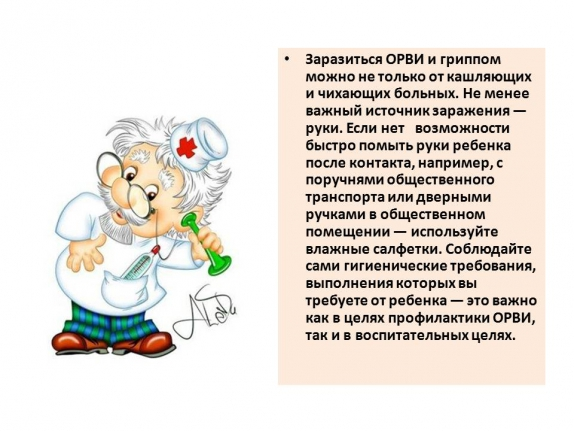 • Заразиться ОРВИ и гриппом
можно не только от кашляющих
и чихающих больных. Не менее
важный источник заражения —
руки. Если нет возможности
быстро помыть руки ребенка
после контакта, например, с
поручнями общественного
транспорта или дверными
ручками в общественном
помещении — используйте
влажные салфетки. Соблюдайте
сами гигиенические требования,
выполнения которых вы
требуете от ребенка — это важно
как в целях профилактики ОРВИ,
так и в воспитательных целях.